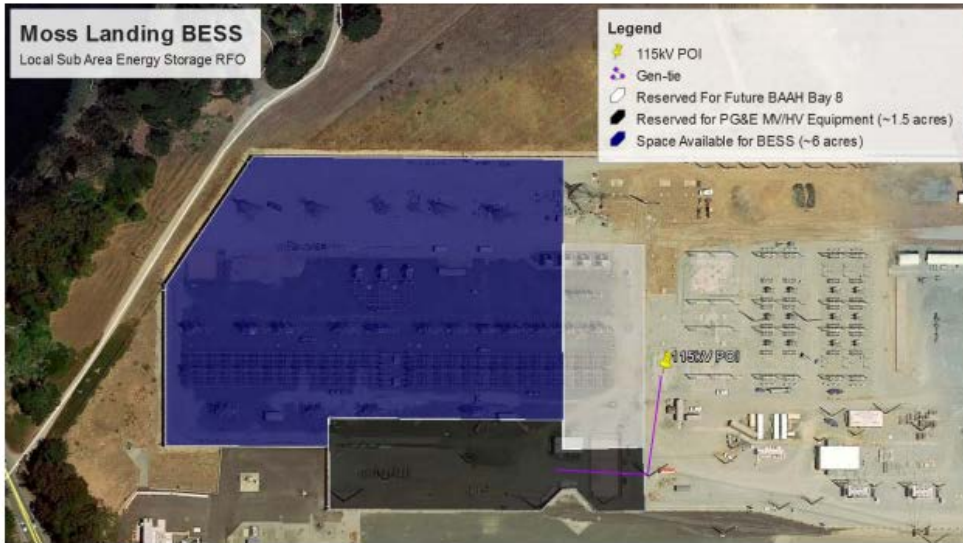 Moss Landing BESS
Local Sub Area Energy Storage RFO
Legend
115kV POI
Gen-tie
Reserved For Future BAAH Bay 8
Reserved for PG&E MV/HV Equipment (~1.5 acres)
Space Available for BESS (~6 acres)
115kV POI